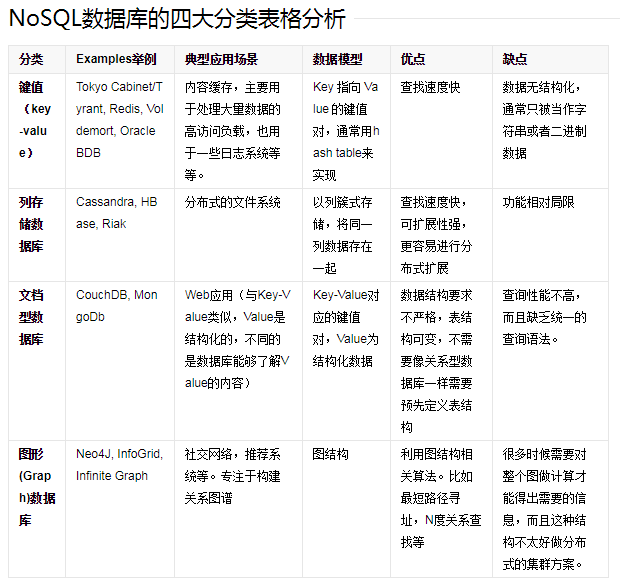 NoSQL数据库的四大分类表格分析
分类 Examples举例 典型应用场景 数据模型 优点 缺点
键值
（key
-valu
e）
Tokyo Cabinet/T
yrant, Redis, Vol
demort, Oracle
BDB
内容缓存，主要用
于处理大量数据的
高访问负载，也用
于一些日志系统等
等。
Key 指向 Va
lue 的键值
对，通常用h
ash table来
实现
查找速度快
数据无结构化，
通常只被当作字
符串或者二进制
数据
列存
储数
据库
Cassandra, HB
ase, Riak
分布式的文件系统
以列簇式存
储，将同一
列数据存在
一起
查找速度快，
可扩展性强，
更容易进行分
布式扩展
功能相对局限
文档
型数
据库
CouchDB, Mon
goDb
Web应用（与Key-V
alue类似，Value是
结构化的，不同的
是数据库能够了解V
alue的内容）
Key-Value对
应的键值
对，Value为
结构化数据
数据结构要求
不严格，表结
构可变，不需
要像关系型数
据库一样需要
预先定义表结
构
查询性能不高，
而且缺乏统一的
查询语法。
图形
(Grap
h)数据
库
Neo4J, InfoGrid,
Infinite Graph
社交网络，推荐系
统等。专注于构建
关系图谱
图结构
利用图结构相
关算法。比如
最短路径寻
址，N度关系查
找等
很多时候需要对
整个图做计算才
能得出需要的信
息，而且这种结
构不太好做分布
式的集群方案。